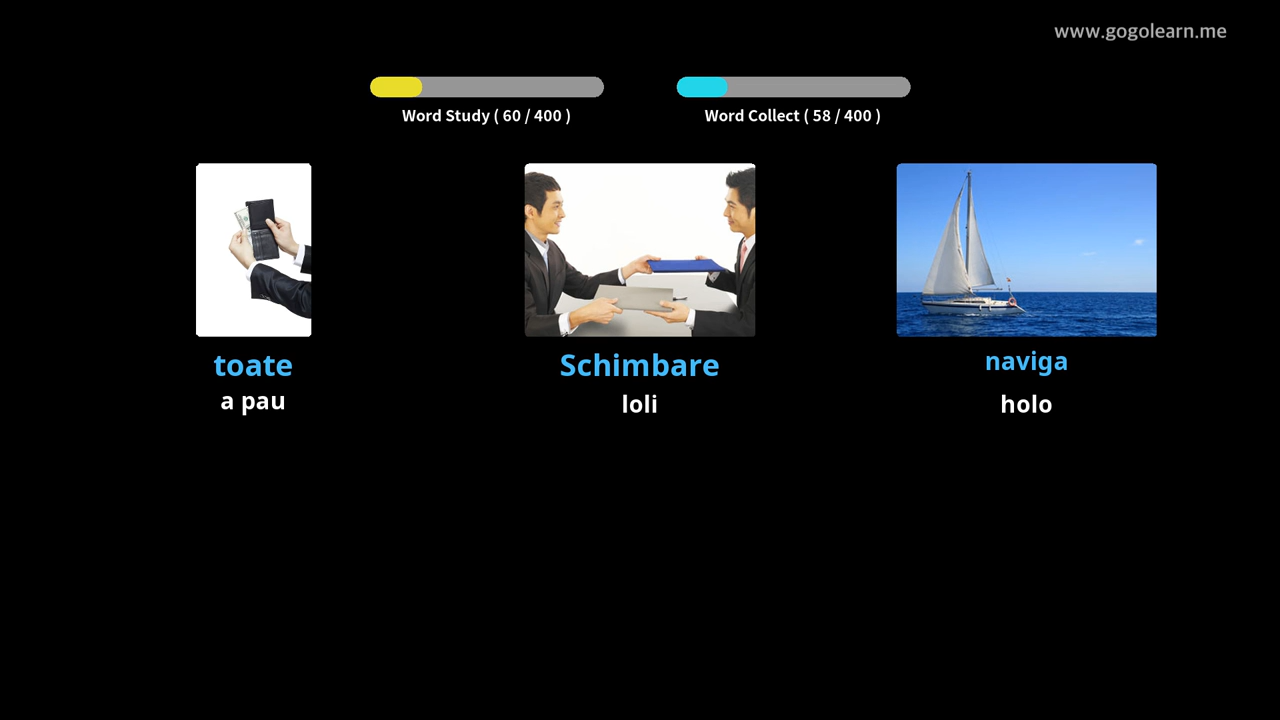 www.gogolearn.me
Word Study ( 60 / 400 )
Word Collect ( 58 / 400 )
toate
a pau
Schimbare
loli
naviga
holo